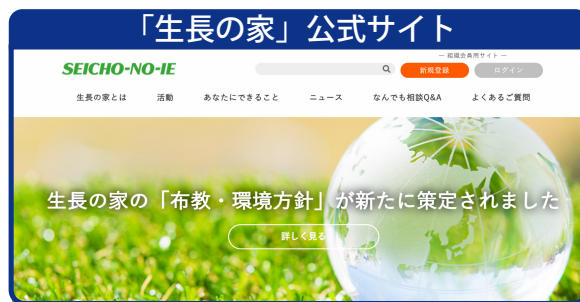 「生長の家」公式サイト
― 組織会員用サイト ―
SEICHO-NO-IE
新規登録 ログイン
生長の家とは 活動 あなたにできること ニュース なんでも相談Q&A よくあるご質問
生長の家の「布教・環境方針」が新たに策定されました
詳しく見る